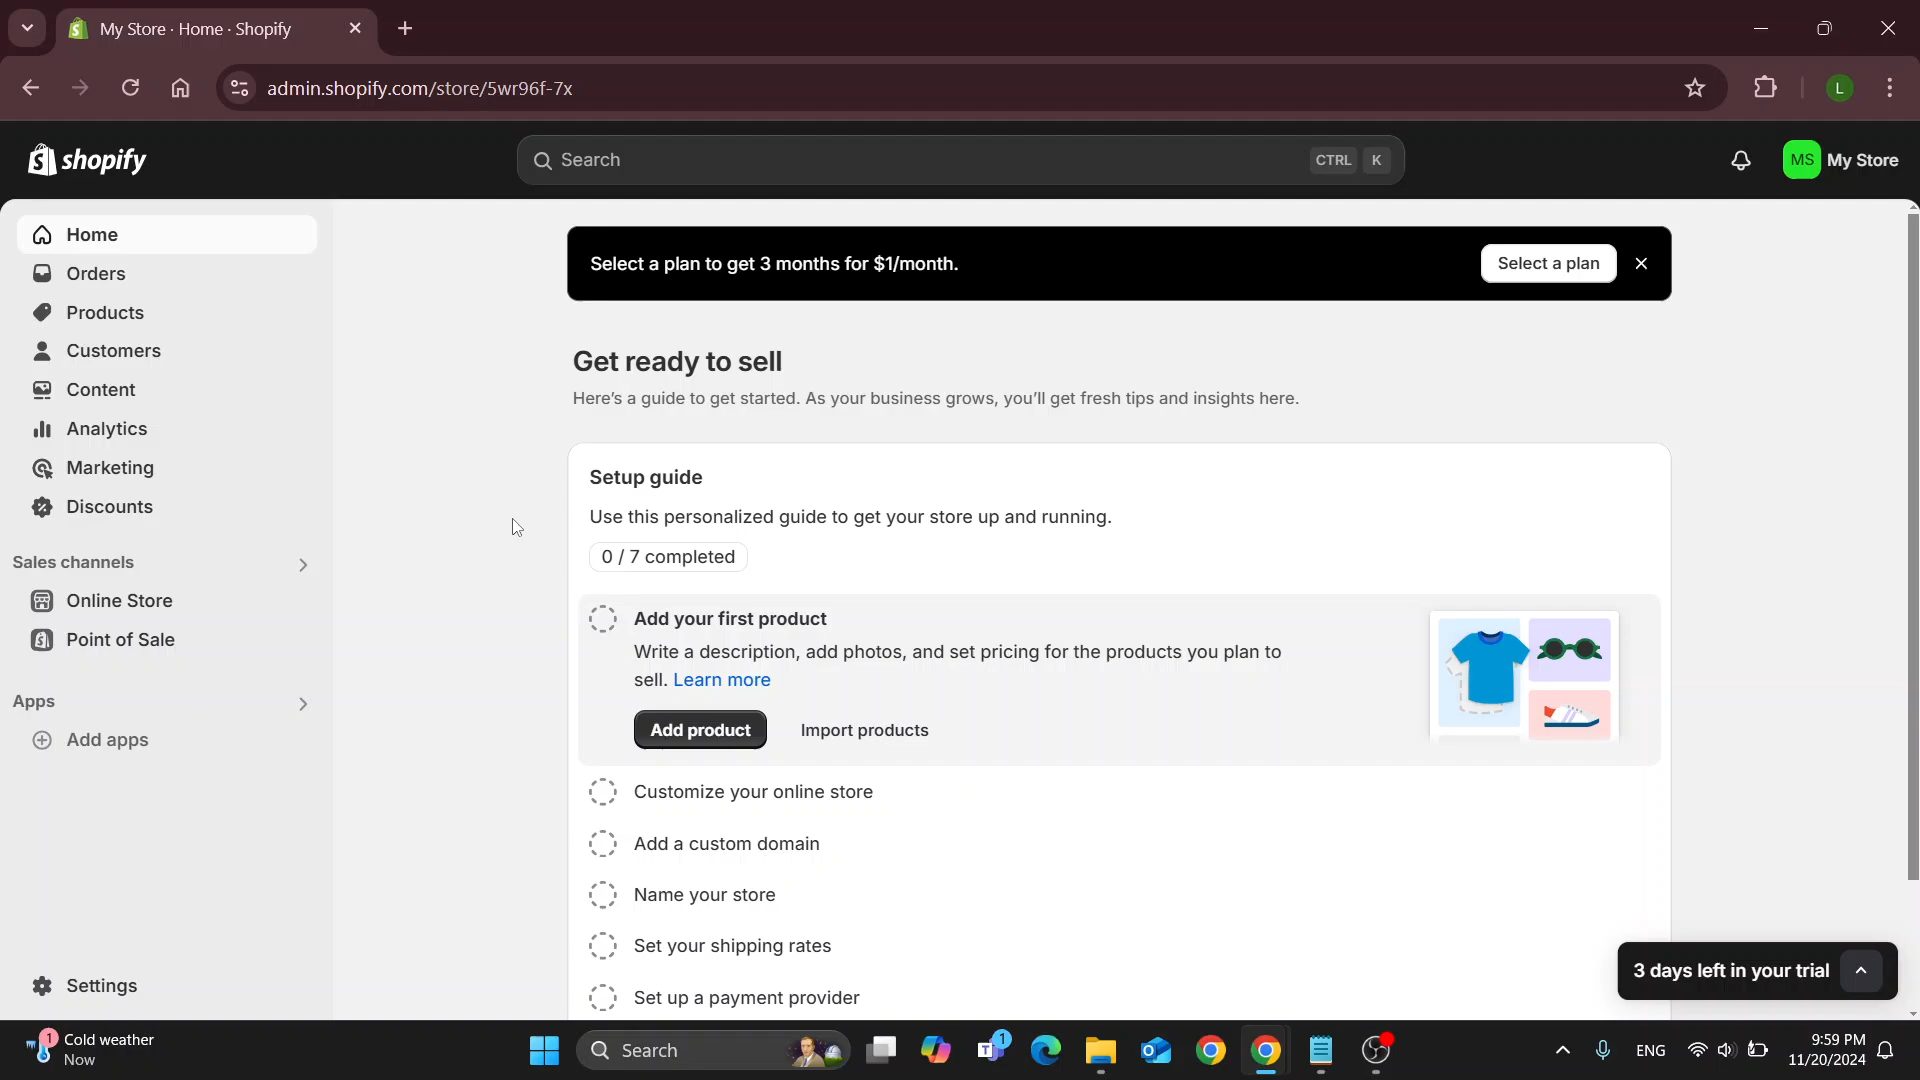 My Store · Home · Shopify
admin.shopify.com/store/5wr96f-7x
shopify
Search
CTRL K
MS My Store
Home
Orders
Products
Customers
Content
Analytics
Marketing
Discounts
Sales channels
Online Store
Point of Sale
Apps
Add apps
Settings
Select a plan to get 3 months for $1/month.
Select a plan
Get ready to sell
Here's a guide to get started. As your business grows, you'll get fresh tips and insights here.
Setup guide
Use this personalized guide to get your store up and running.
0 / 7 completed
Add your first product
Write a description, add photos, and set pricing for the products you plan to
sell. Learn more
Add product Import products
Customize your online store
Add a custom domain
Name your store
Set your shipping rates
Set up a payment provider
3 days left in your trial
1
Cold weather
Now
Search
1
ENG
9:59 PM
11/20/2024
L